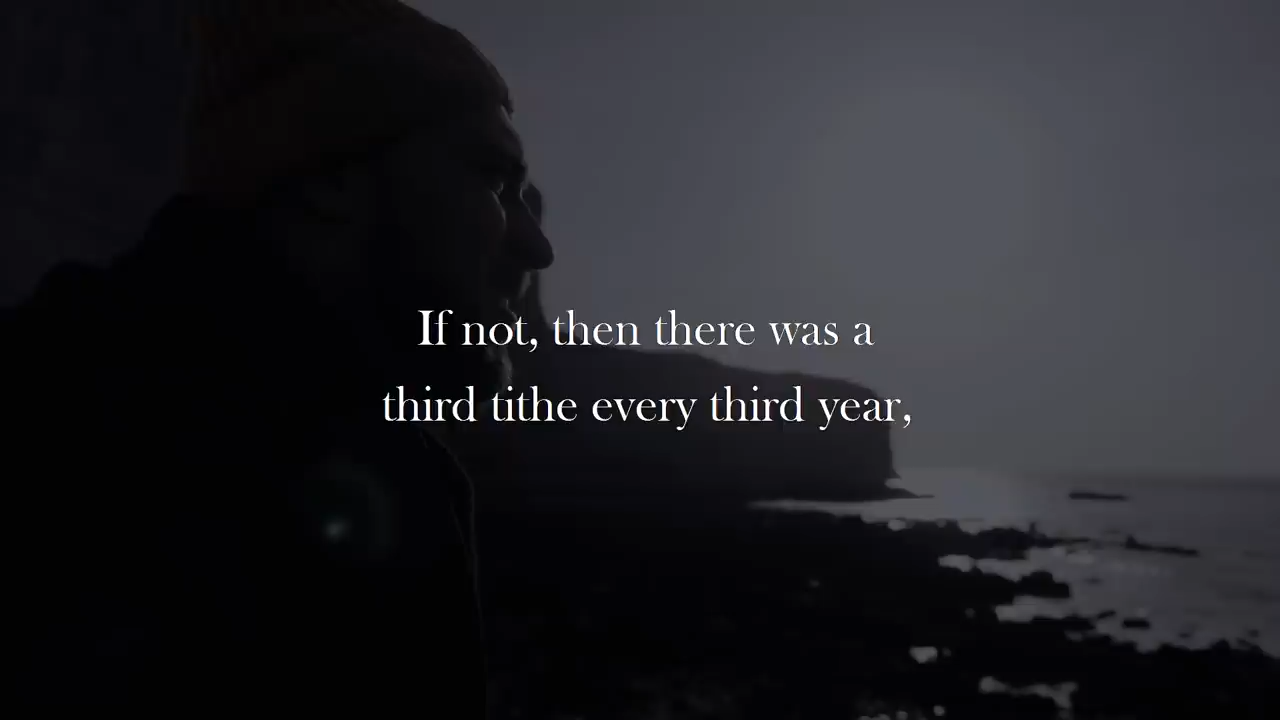 If not, then there was a
third tithe every third year,